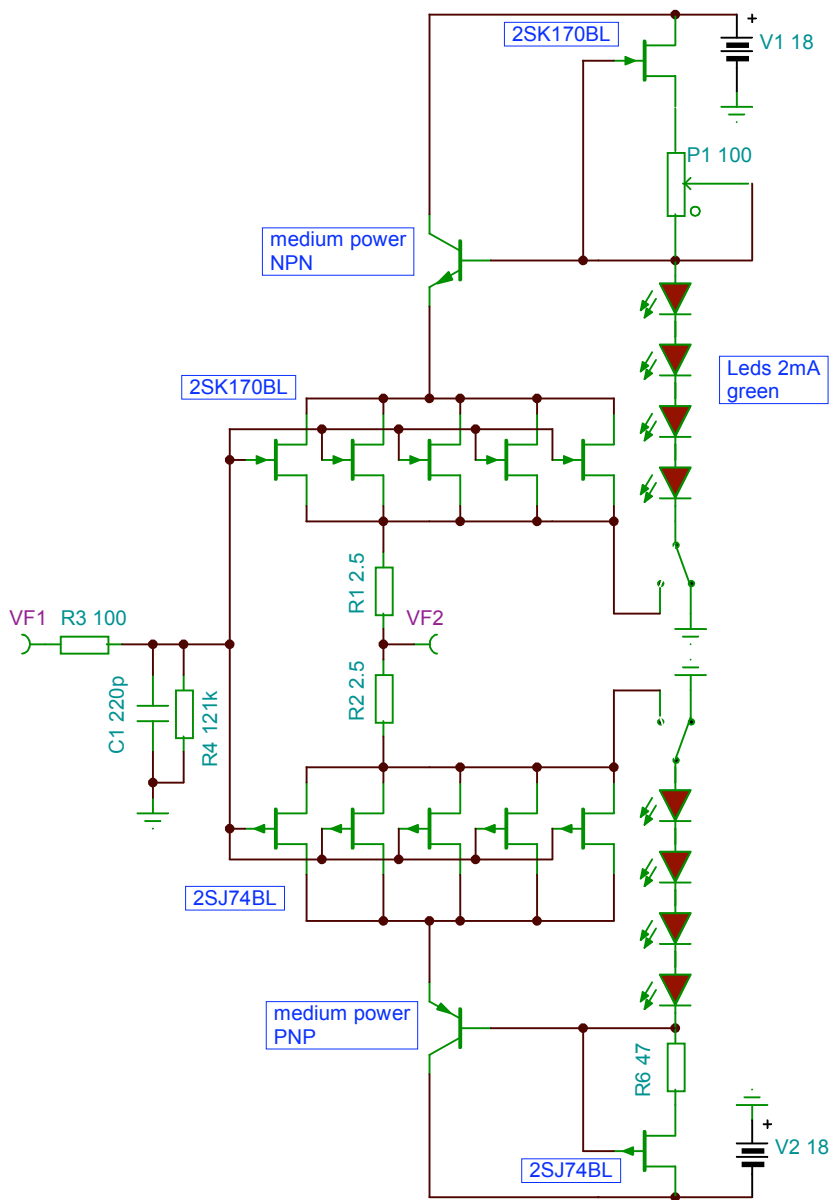 2SK170BL
+
V1 18
P1 100
medium power
NPN
Leds 2mA
green
2SK170BL
R1 2.5
VF1
R3 100
VF2
C1 220p
R4 121k
R2 2.5
2SJ74BL
medium power
PNP
R6 47
+
V2 18
2SJ74BL